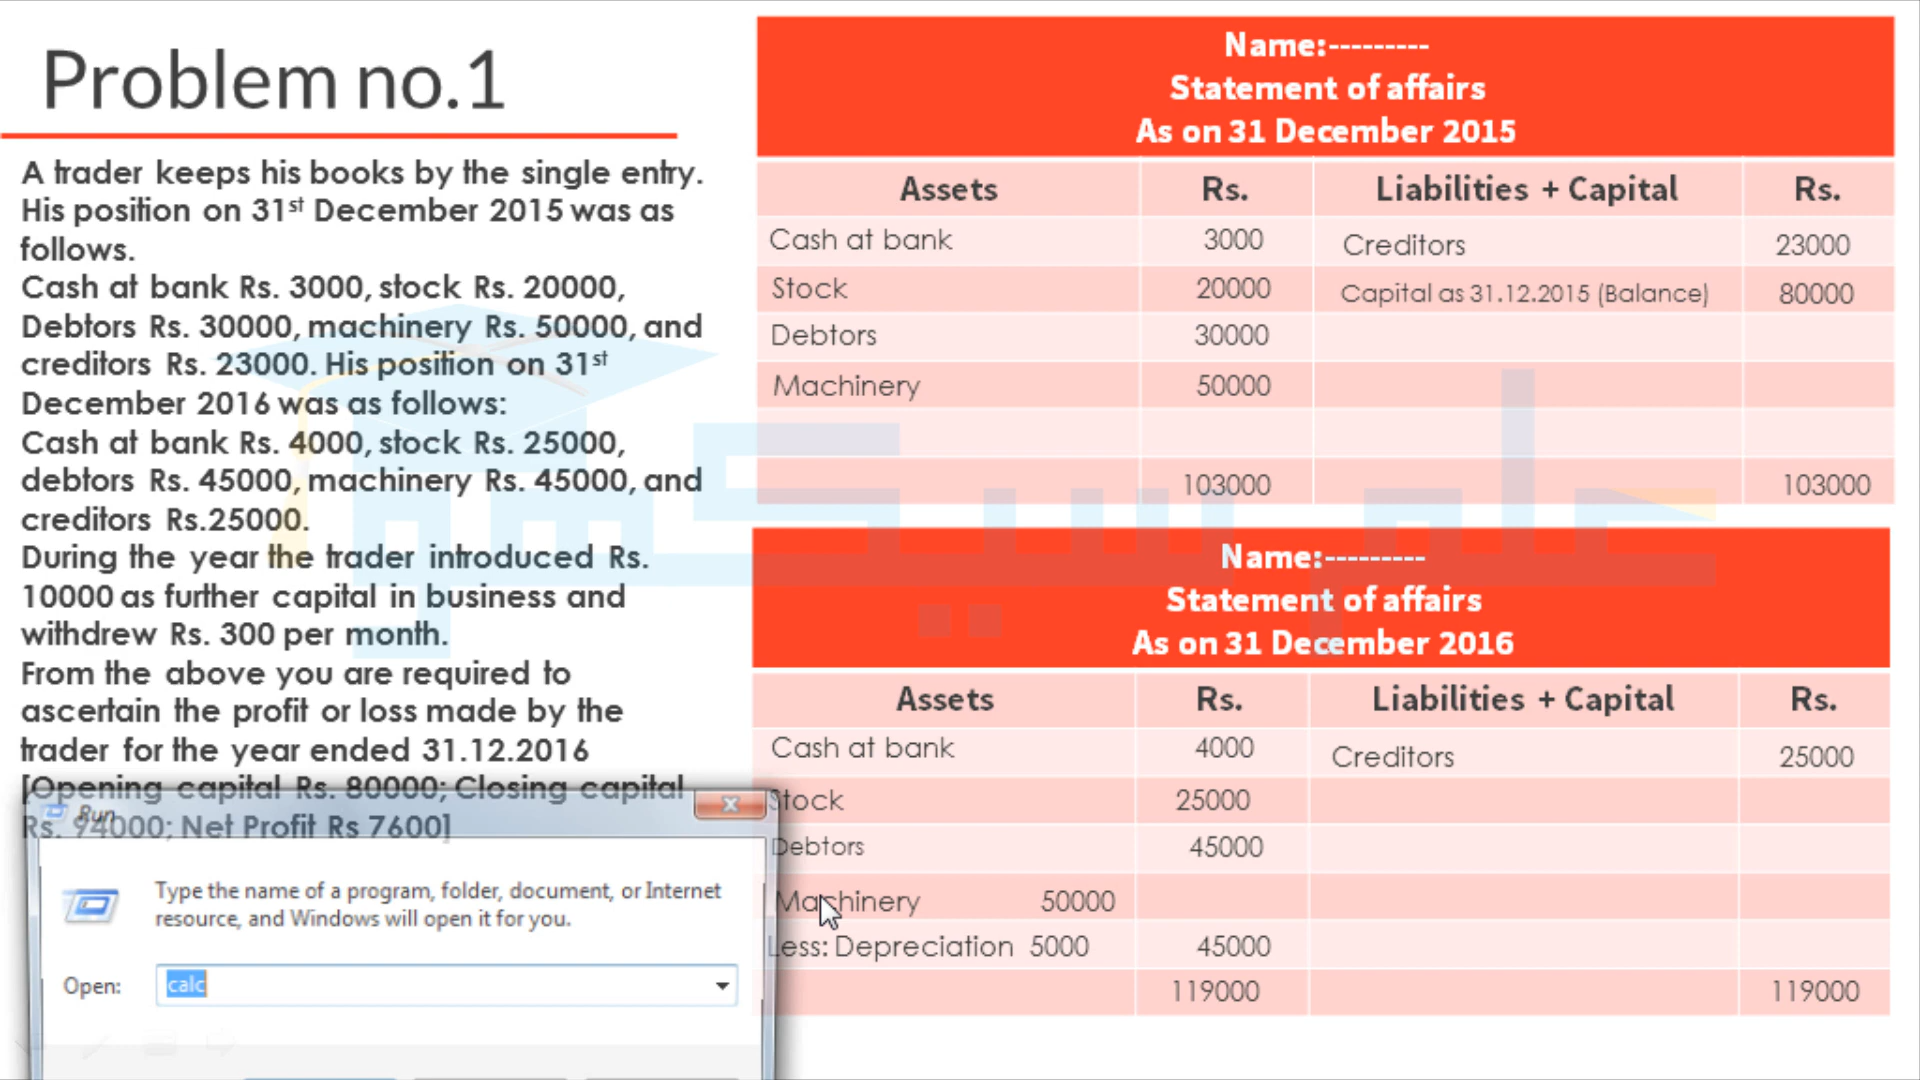 Problem no.1
A trader keeps his books by the single entry.
His position on 31st December 2015 was as
follows.
Cash at bank Rs. 3000, stock Rs. 20000,
Debtors Rs. 30000, machinery Rs. 50000, and
creditors Rs. 23000. His position on 31st
December 2016 was as follows:
Cash at bank Rs. 4000, stock Rs. 25000,
debtors Rs. 45000, machinery Rs. 45000, and
creditors Rs.25000.
During the year the trader introduced Rs.
10000 as further capital in business and
withdrew Rs. 300 per month.
From the above you are required to
ascertain the profit or loss made by the
trader for the year ended 31.12.2016
[Opening capital Rs. 80000; Closing capital
Rs. 94000; Net Profit Rs 7600]
Run
Type the name of a program, folder, document, or Internet
resource, and Windows will open it for you.
Open: calc
Name:---------
Statement of affairs
As on 31 December 2015
Assets Rs. Liabilities + Capital Rs.
Cash at bank 3000 Creditors 23000
Stock 20000 Capital as 31.12.2015 (Balance) 80000
Debtors 30000
Machinery 50000
103000 103000
Name:---------
Statement of affairs
As on 31 December 2016
Assets Rs. Liabilities + Capital Rs.
Cash at bank 4000 Creditors 25000
Stock 25000
Debtors 45000
Machinery 50000
Less: Depreciation 5000 45000
119000 119000